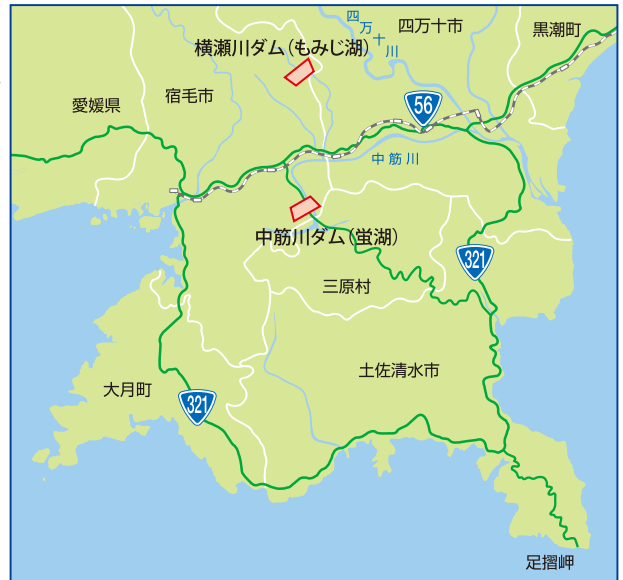 四万十川
四万十市
黒潮町
横瀬川ダム（もみじ湖）
愛媛県
宿毛市
56
中筋川
中筋川ダム（蛍湖）
321
三原村
土佐清水市
大月町
321
足摺岬